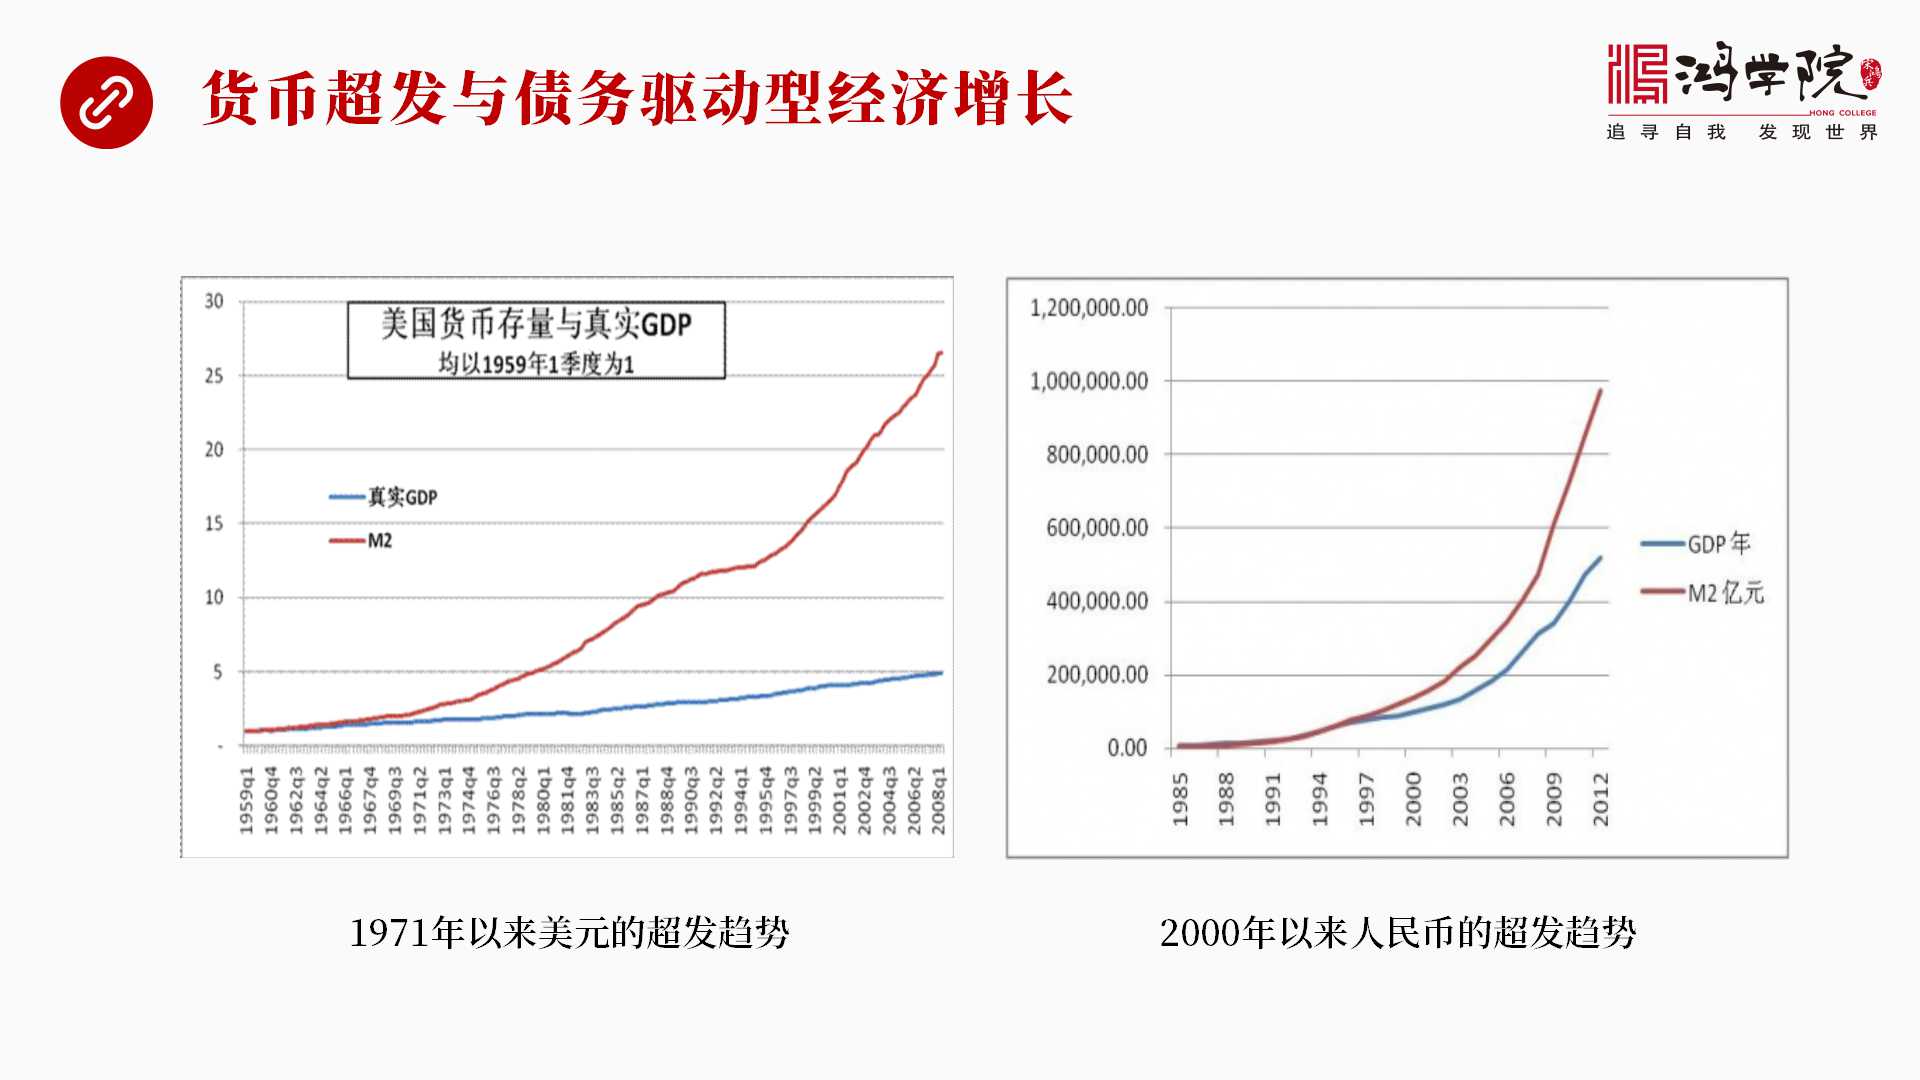 货币超发与债务驱动型经济增长
鸿学院
宋鸿兵
HONG COLLEGE
追寻自我 发现世界
美国货币存量与真实GDP
均以1959年1季度为1
30
25
20
15
10
5
-
真实GDP
M2
1959q1
1960q4
1962q3
1964q2
1966q1
1967q4
1969q3
1971q2
1973q1
1974q4
1976q3
1978q2
1980q1
1981q4
1983q3
1985q2
1987q1
1988q4
1990q3
1992q2
1994q1
1995q4
1997q3
1999q2
2001q1
2002q4
2004q3
2006q2
2008q1
1,200,000.00
1,000,000.00
800,000.00
600,000.00
400,000.00
200,000.00
0.00
GDP 年
M2 亿元
1985
1988
1991
1994
1997
2000
2003
2006
2009
2012
1971年以来美元的超发趋势
2000年以来人民币的超发趋势